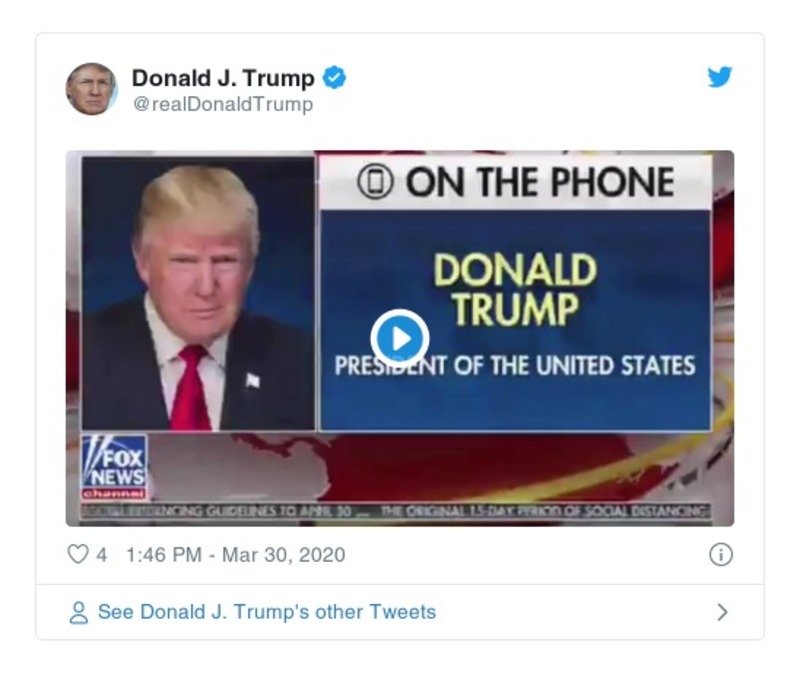 Donald J. Trump
@realDonaldTrump
ON THE PHONE
DONALD
TRUMP
PRESIDENT OF THE UNITED STATES
FOX
NEWS
channel
DISTANCING GUIDELINES TO APRIL 30 ... THE ORIGINAL 15-DAY PERIOD OF SOCIAL DISTANCING
4 1:46 PM - Mar 30, 2020
See Donald J. Trump's other Tweets